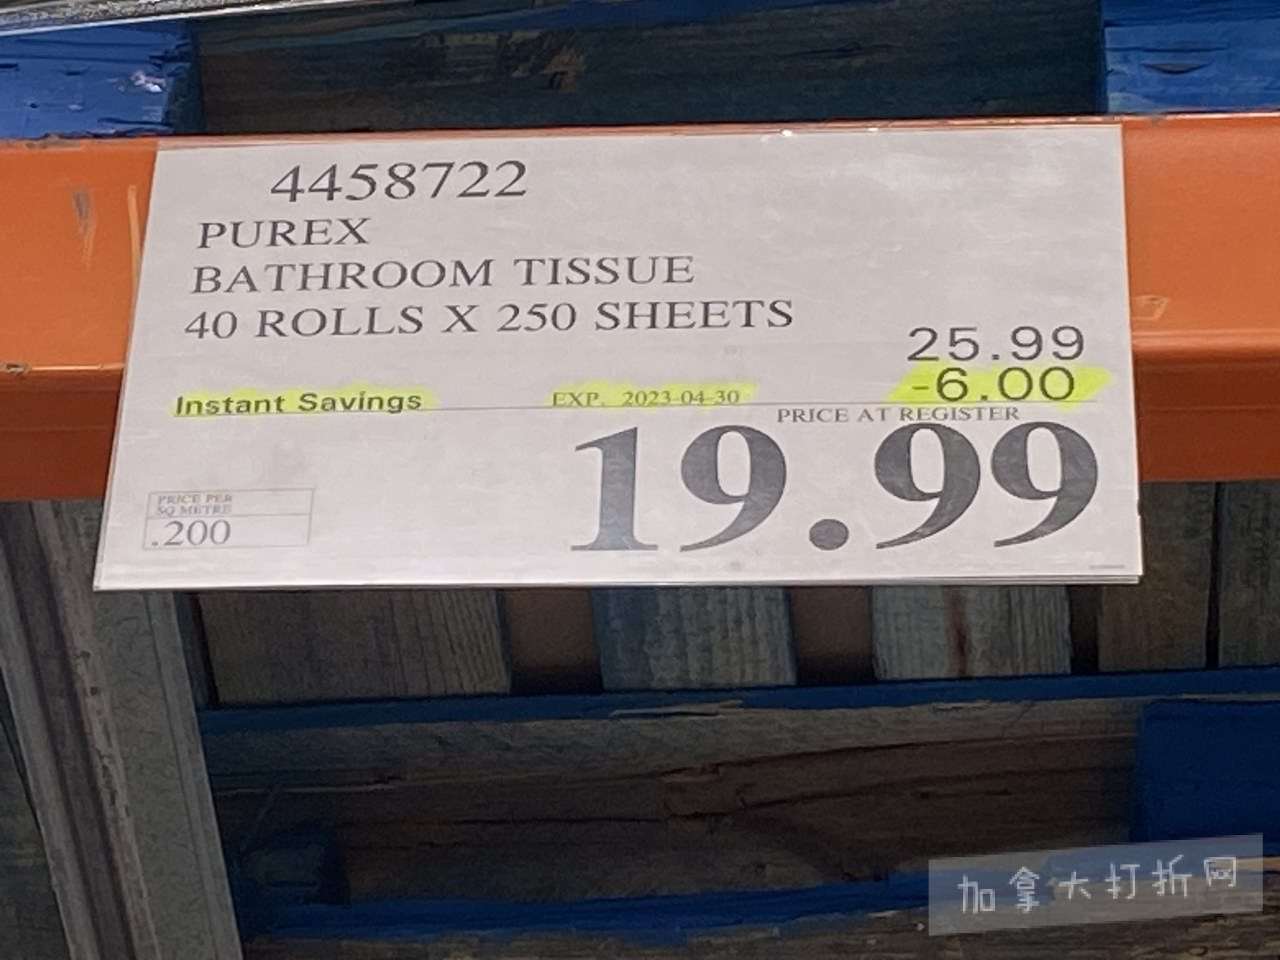 4458722
PUREX
BATHROOM TISSUE
40 ROLLS X 250 SHEETS
25.99
Instant Savings EXP. 2023-04-30 -6.00
PRICE AT REGISTER
19.99
PRICE PER
SQ METRE
.200
加拿大打折网